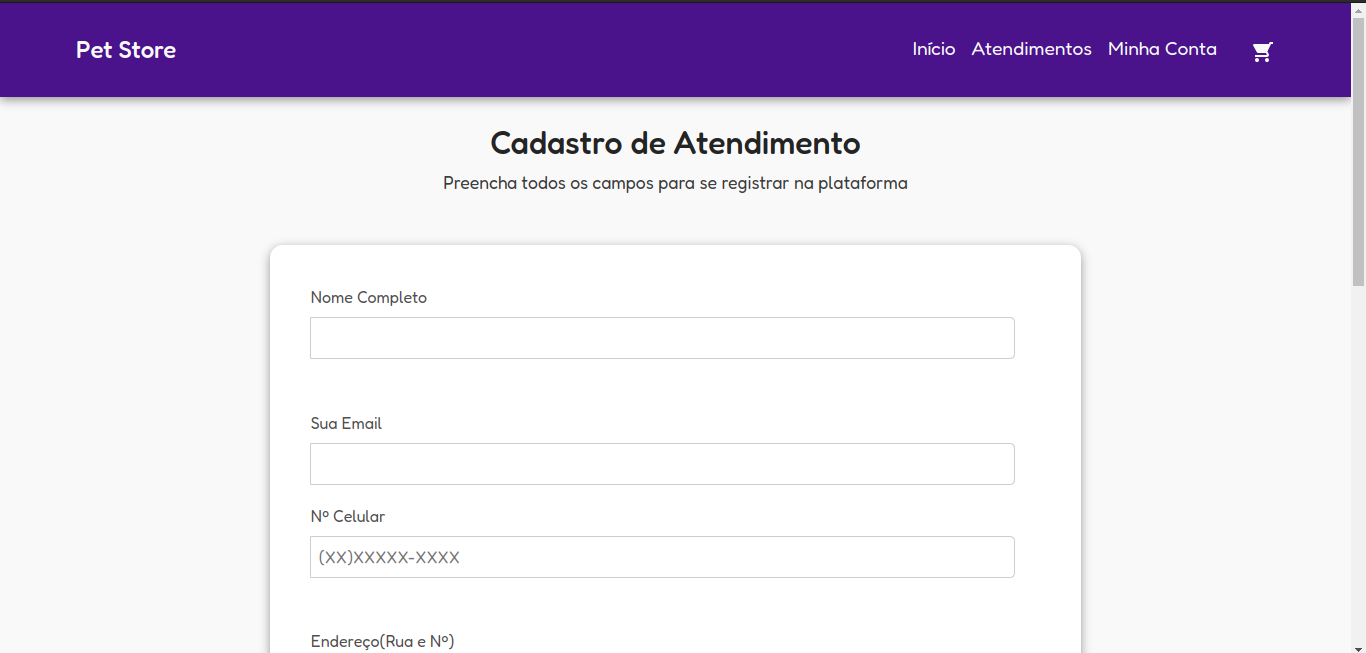 Pet Store
Início Atendimentos Minha Conta
Cadastro de Atendimento
Preencha todos os campos para se registrar na plataforma
Nome Completo
Sua Email
Nº Celular
(XX)XXXXX-XXXX
Endereço(Rua e Nº)